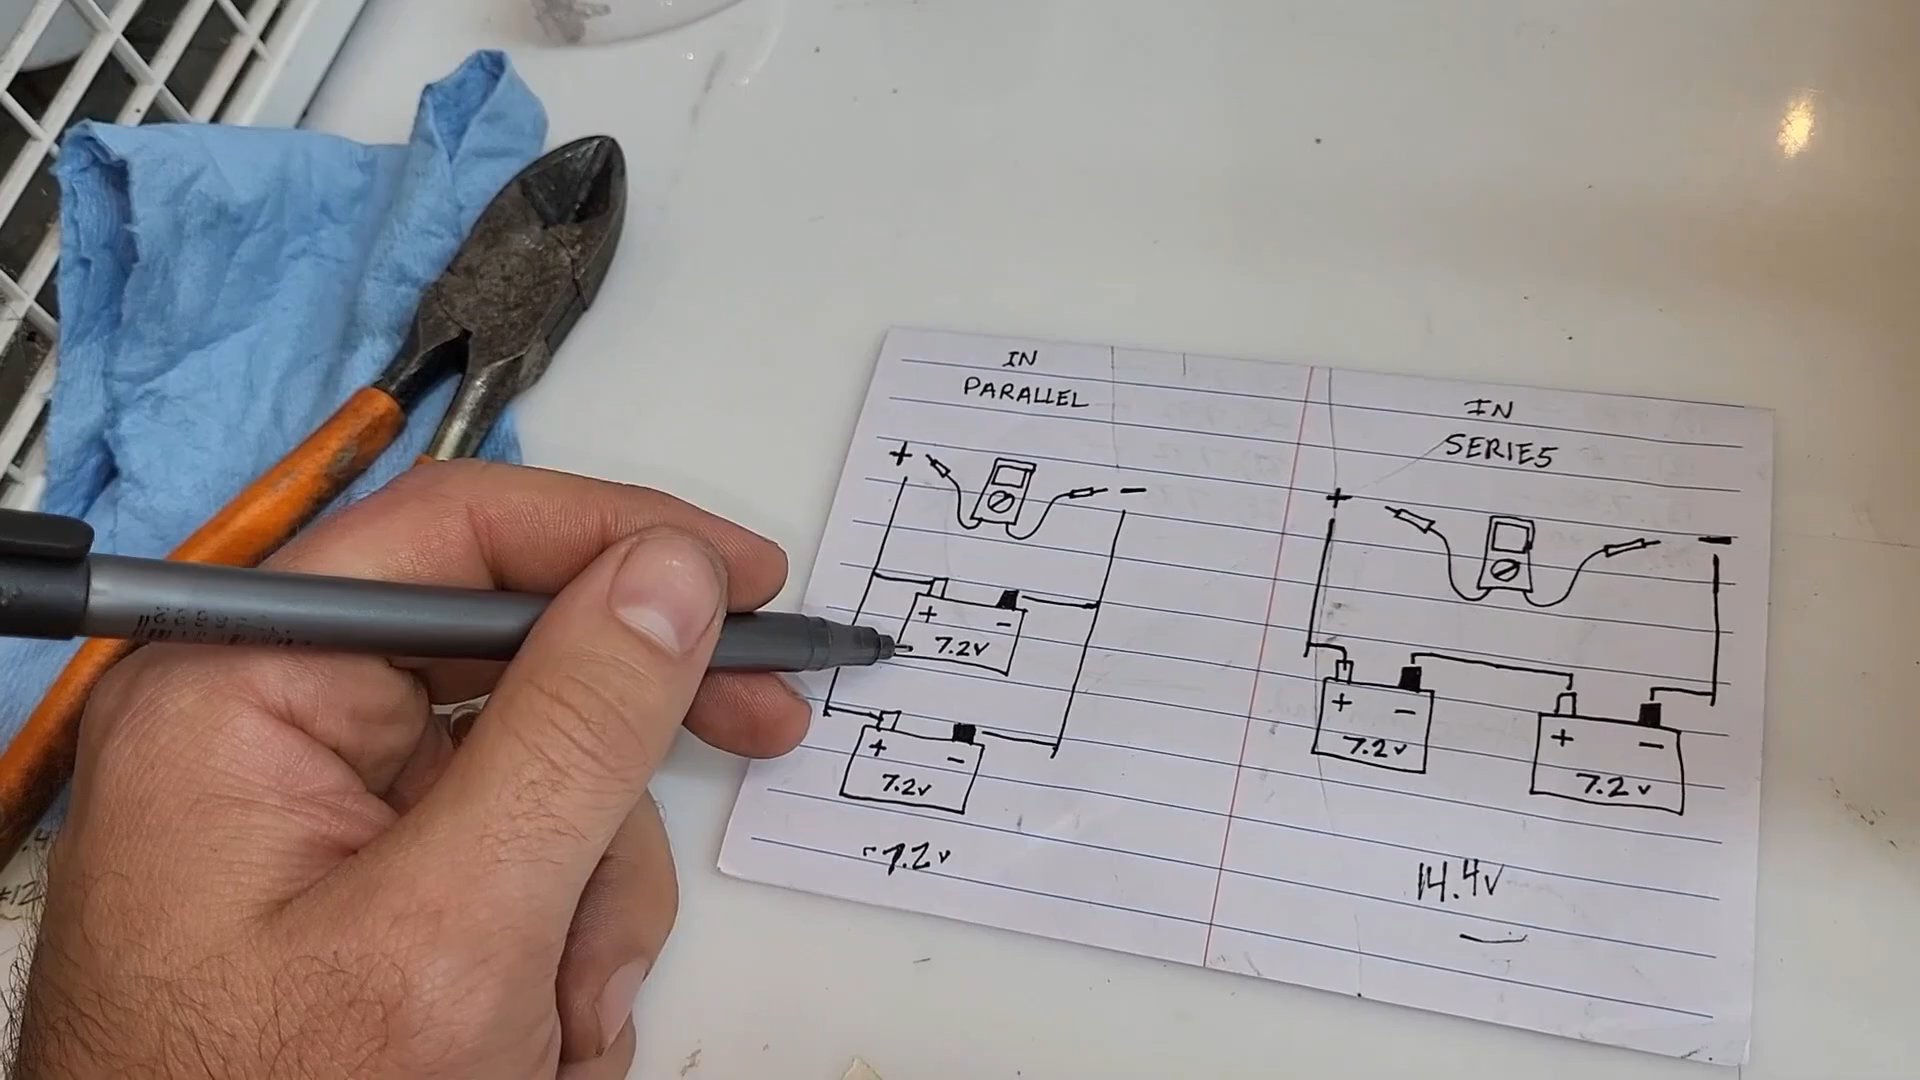 IN
PARALLEL
+ −
+ −
7.2v
+ −
7.2v
7.2v
IN
SERIES
+ −
+ −
7.2v
+ −
7.2v
14.4v